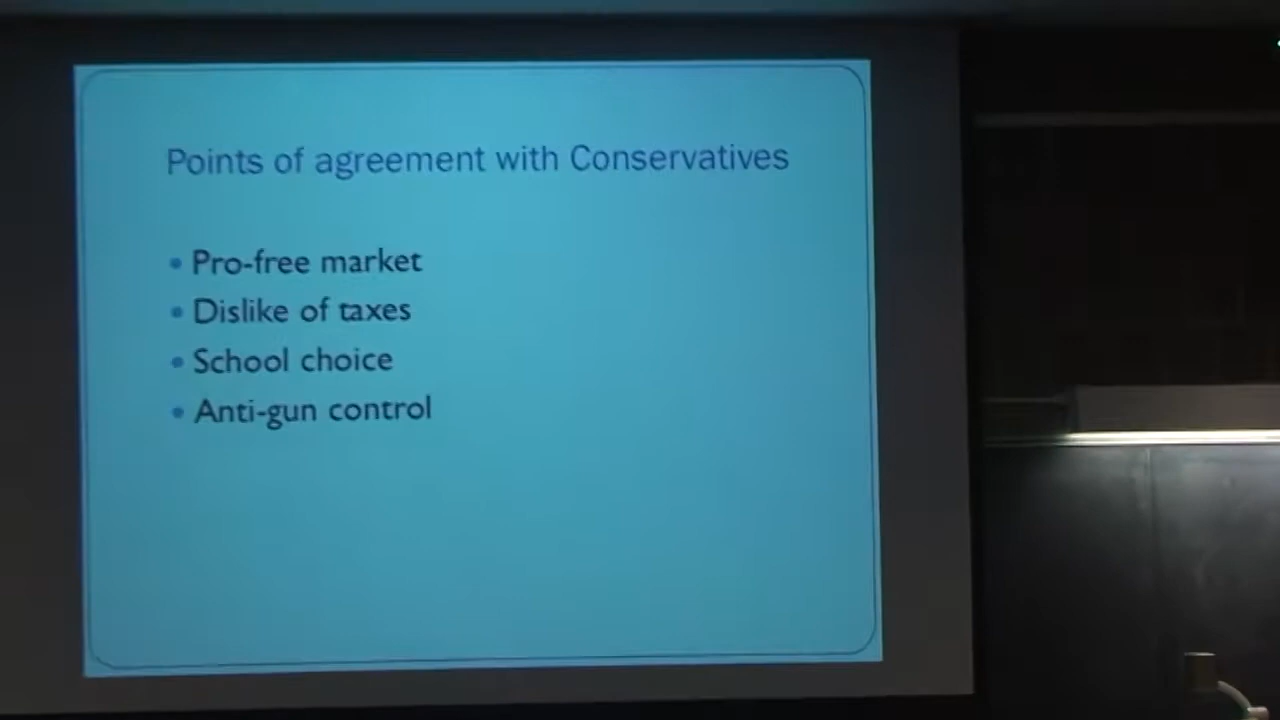 Points of agreement with Conservatives
• Pro-free market
• Dislike of taxes
• School choice
• Anti-gun control